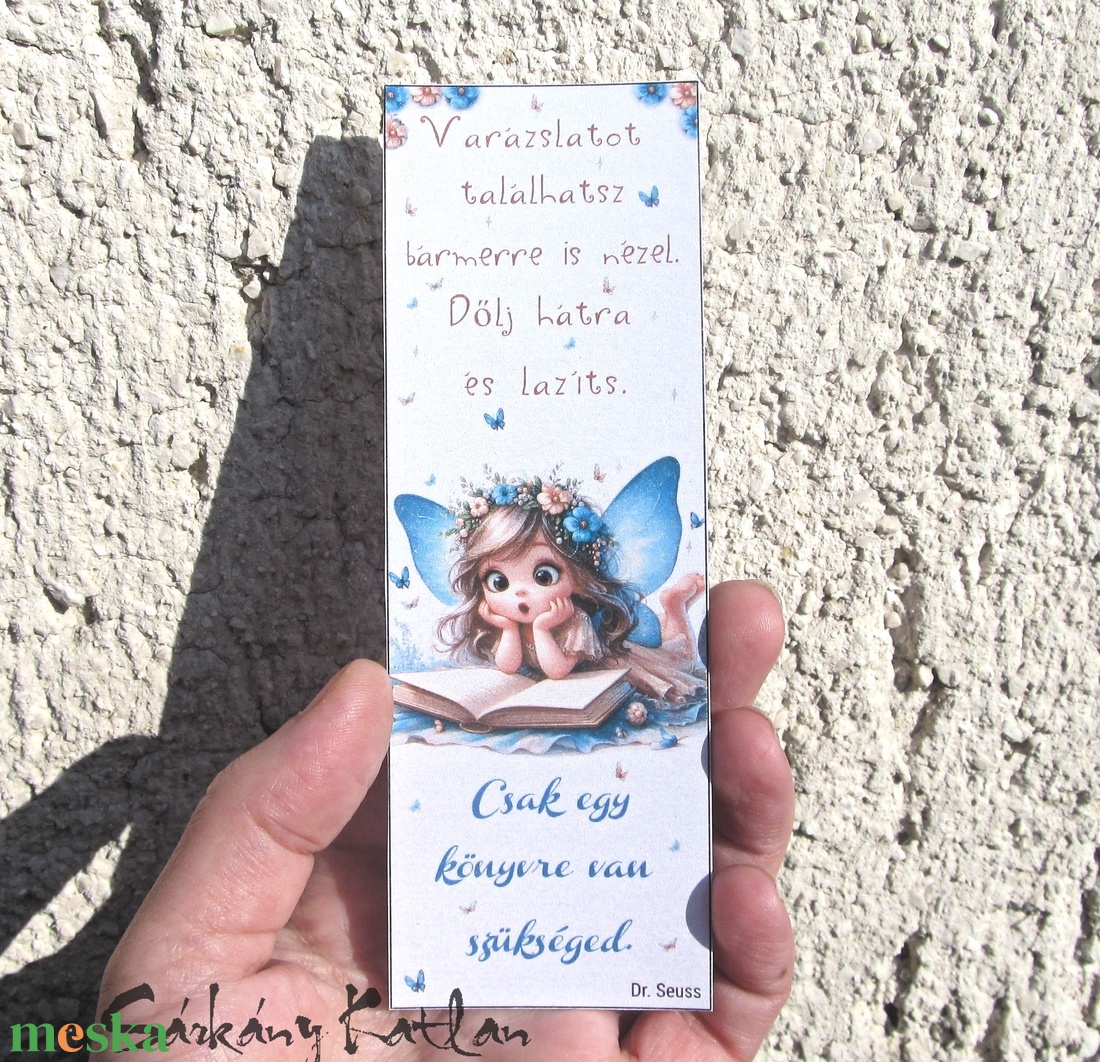 Varázslatot
találhatsz
bármerre is nézel.
Dőlj hátra
és lazíts.
Csak egy
könyvre van
szükséged.
Dr. Seuss
Sárkány Katlan
meska